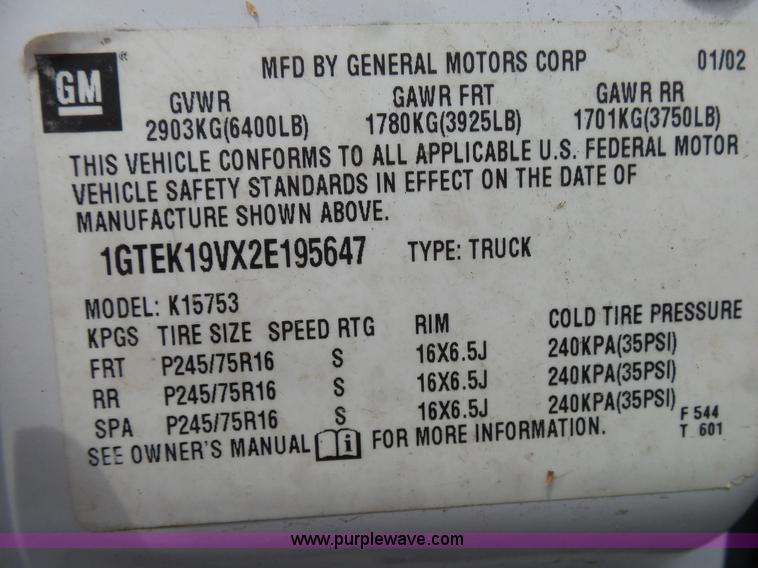 GM
MFD BY GENERAL MOTORS CORP 01/02
GVWR GAWR FRT GAWR RR
2903KG(6400LB) 1780KG(3925LB) 1701KG(3750LB)
THIS VEHICLE CONFORMS TO ALL APPLICABLE U.S. FEDERAL MOTOR
VEHICLE SAFETY STANDARDS IN EFFECT ON THE DATE OF
MANUFACTURE SHOWN ABOVE.
1GTEK19VX2E195647 TYPE: TRUCK
MODEL: K15753
KPGS TIRE SIZE SPEED RTG RIM COLD TIRE PRESSURE
FRT P245/75R16 S 16X6.5J 240KPA(35PSI)
RR P245/75R16 S 16X6.5J 240KPA(35PSI)
SPA P245/75R16 S 16X6.5J 240KPA(35PSI) F 544
SEE OWNER'S MANUAL i FOR MORE INFORMATION. T 601
www.purplewave.com